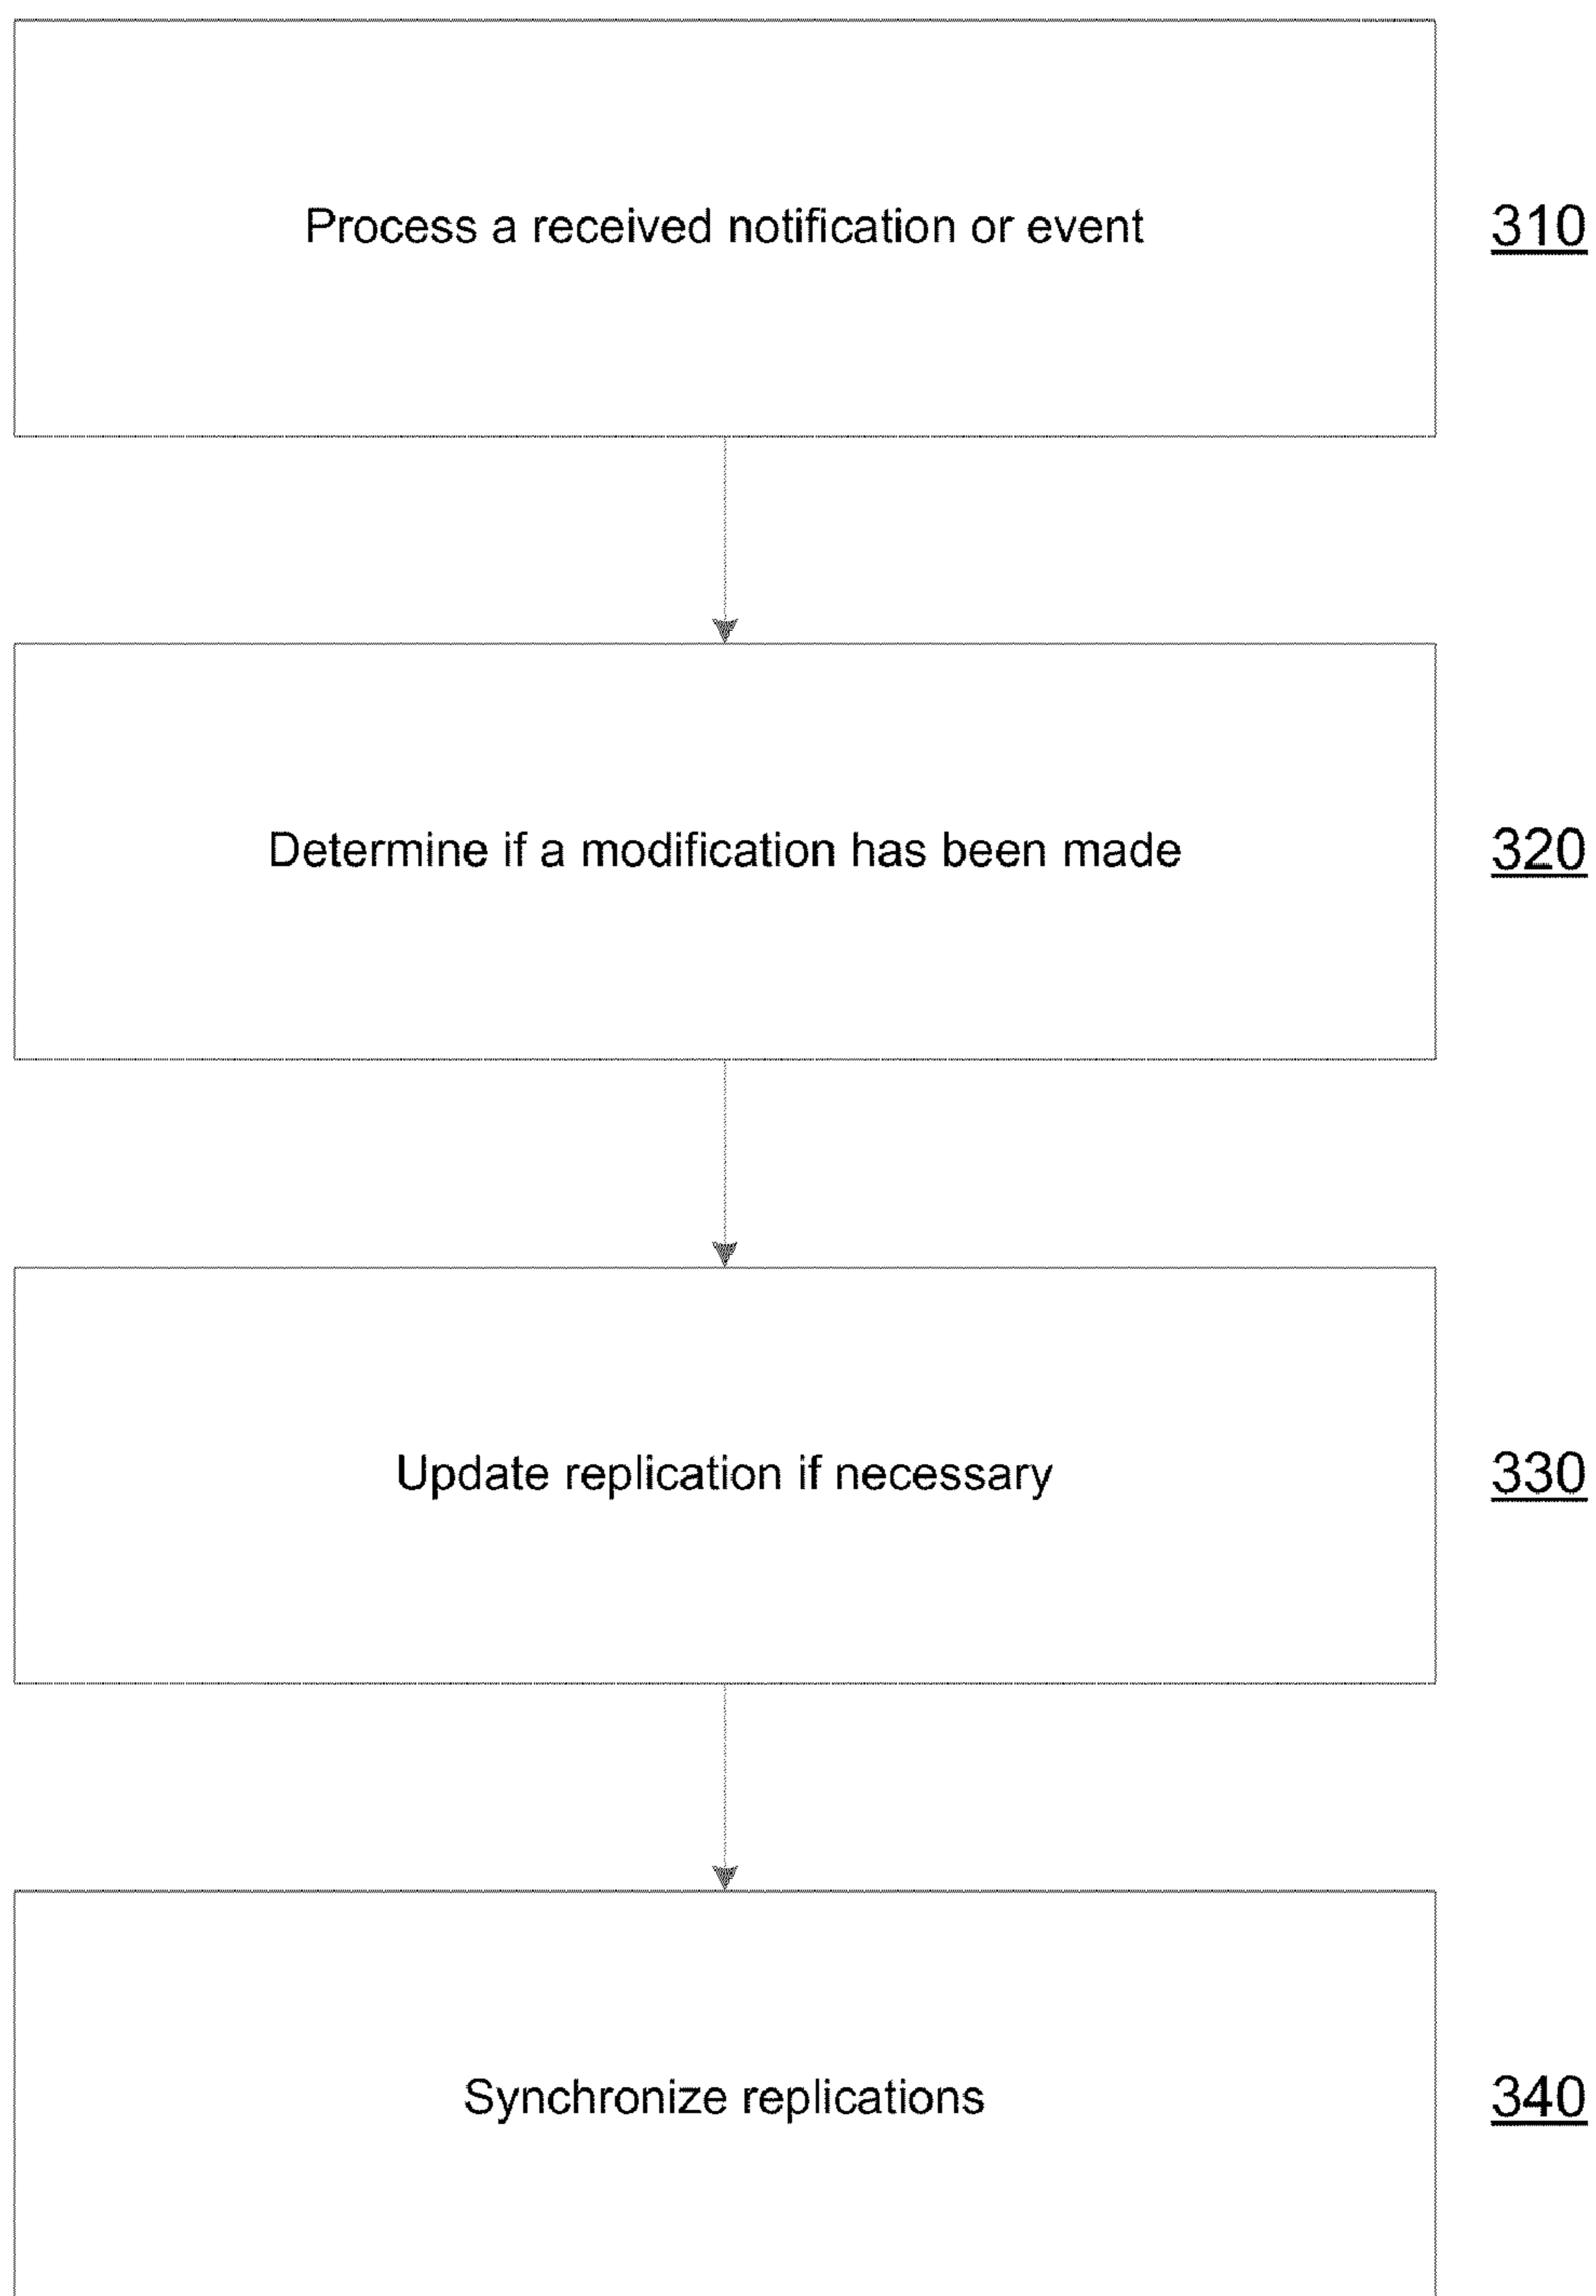 Process a received notification or event
310
Determine if a modification has been made
320
Update replication if necessary
330
Synchronize replications
340